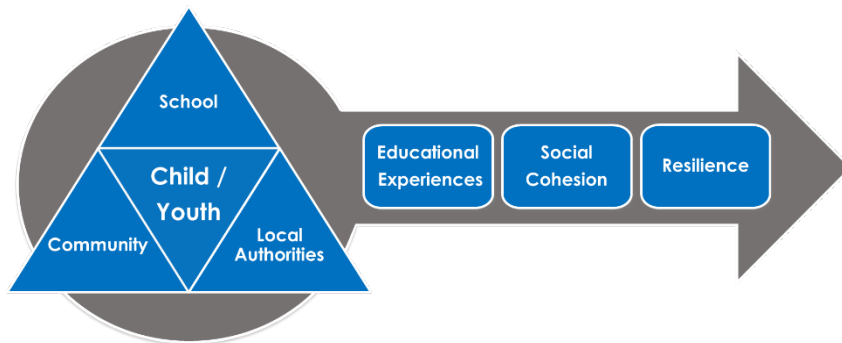 School
Child /
Youth
Community
Local
Authorities
Educational
Experiences
Social
Cohesion
Resilience